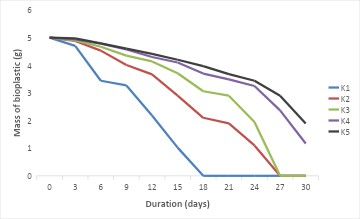 6
5
4
3
2
1
0
Mass of bioplastic (g)
0 3 6 9 12 15 18 21 24 27 30
Duration (days)
K1
K2
K3
K4
K5